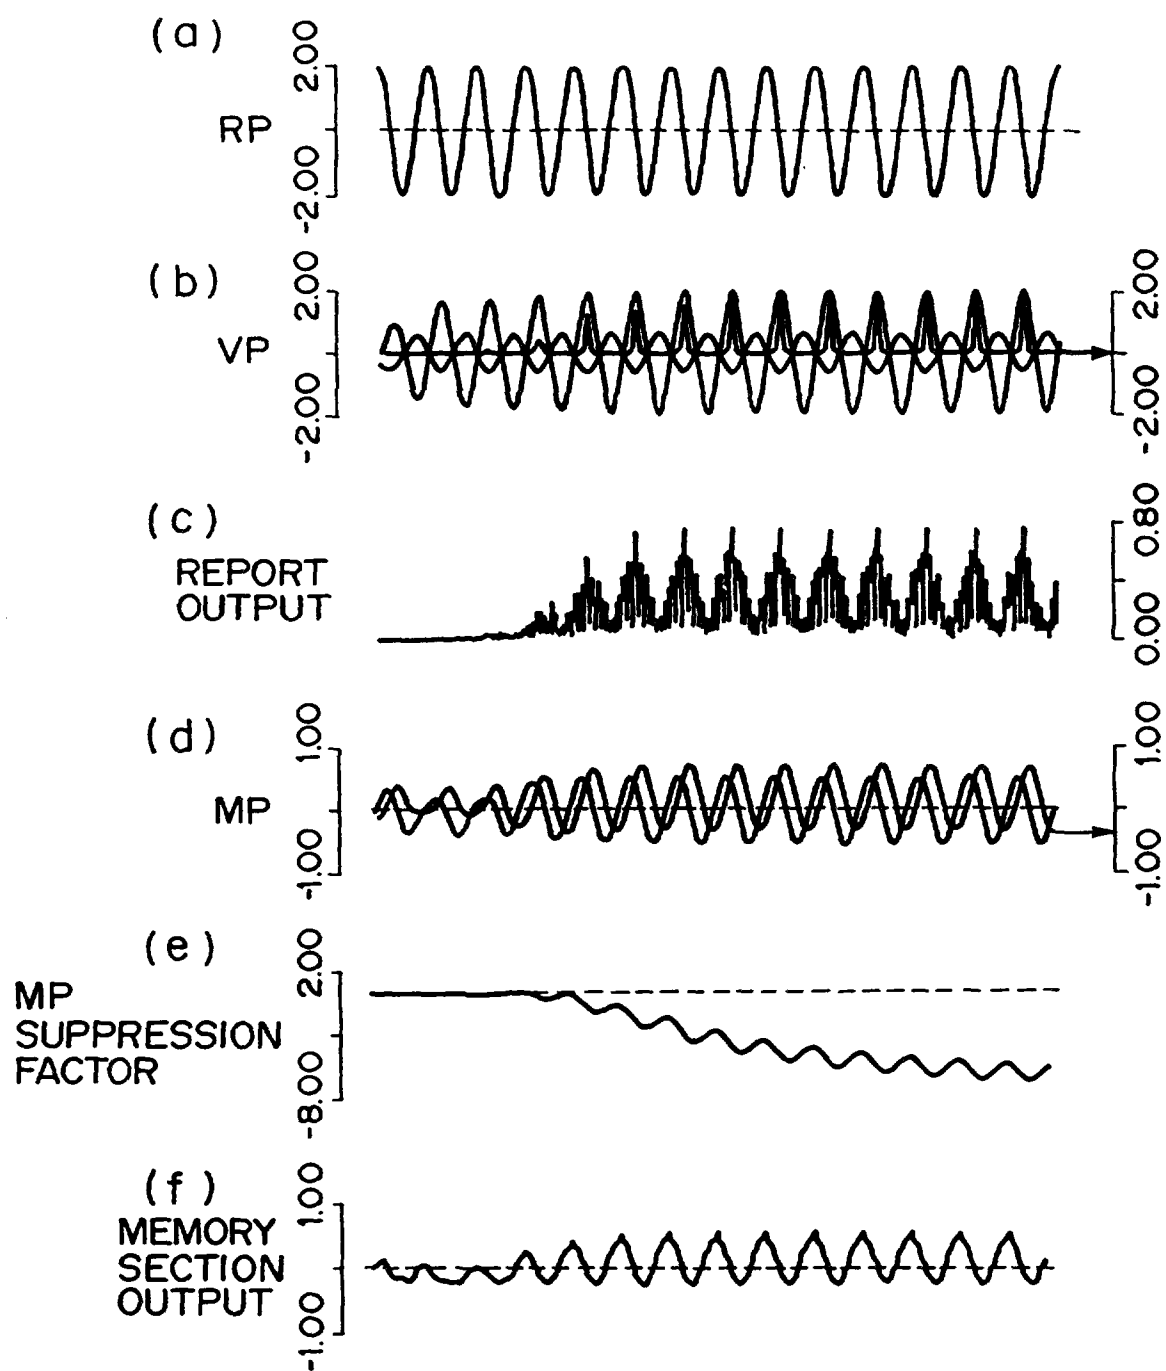 (a)
RP
2.00
-2.00
(b)
VP
2.00
-2.00
2.00
-2.00
(c)
REPORT
OUTPUT
0.80
0.00
(d)
MP
1.00
-1.00
1.00
-1.00
(e)
MP
SUPPRESSION
FACTOR
2.00
-8.00
(f)
MEMORY
SECTION
OUTPUT
1.00
-1.00